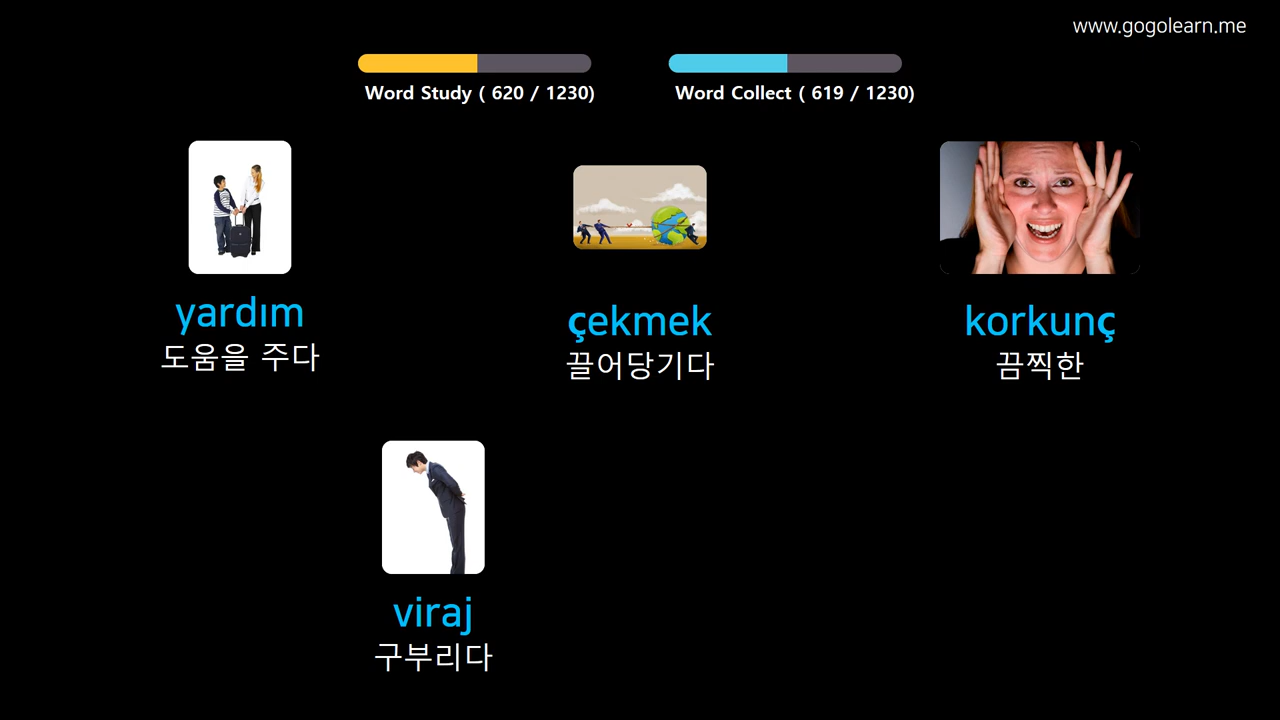 www.gogolearn.me
Word Study ( 620 / 1230)
Word Collect ( 619 / 1230)
yardım
도움을 주다
çekmek
끌어당기다
korkunç
끔찍한
viraj
구부리다